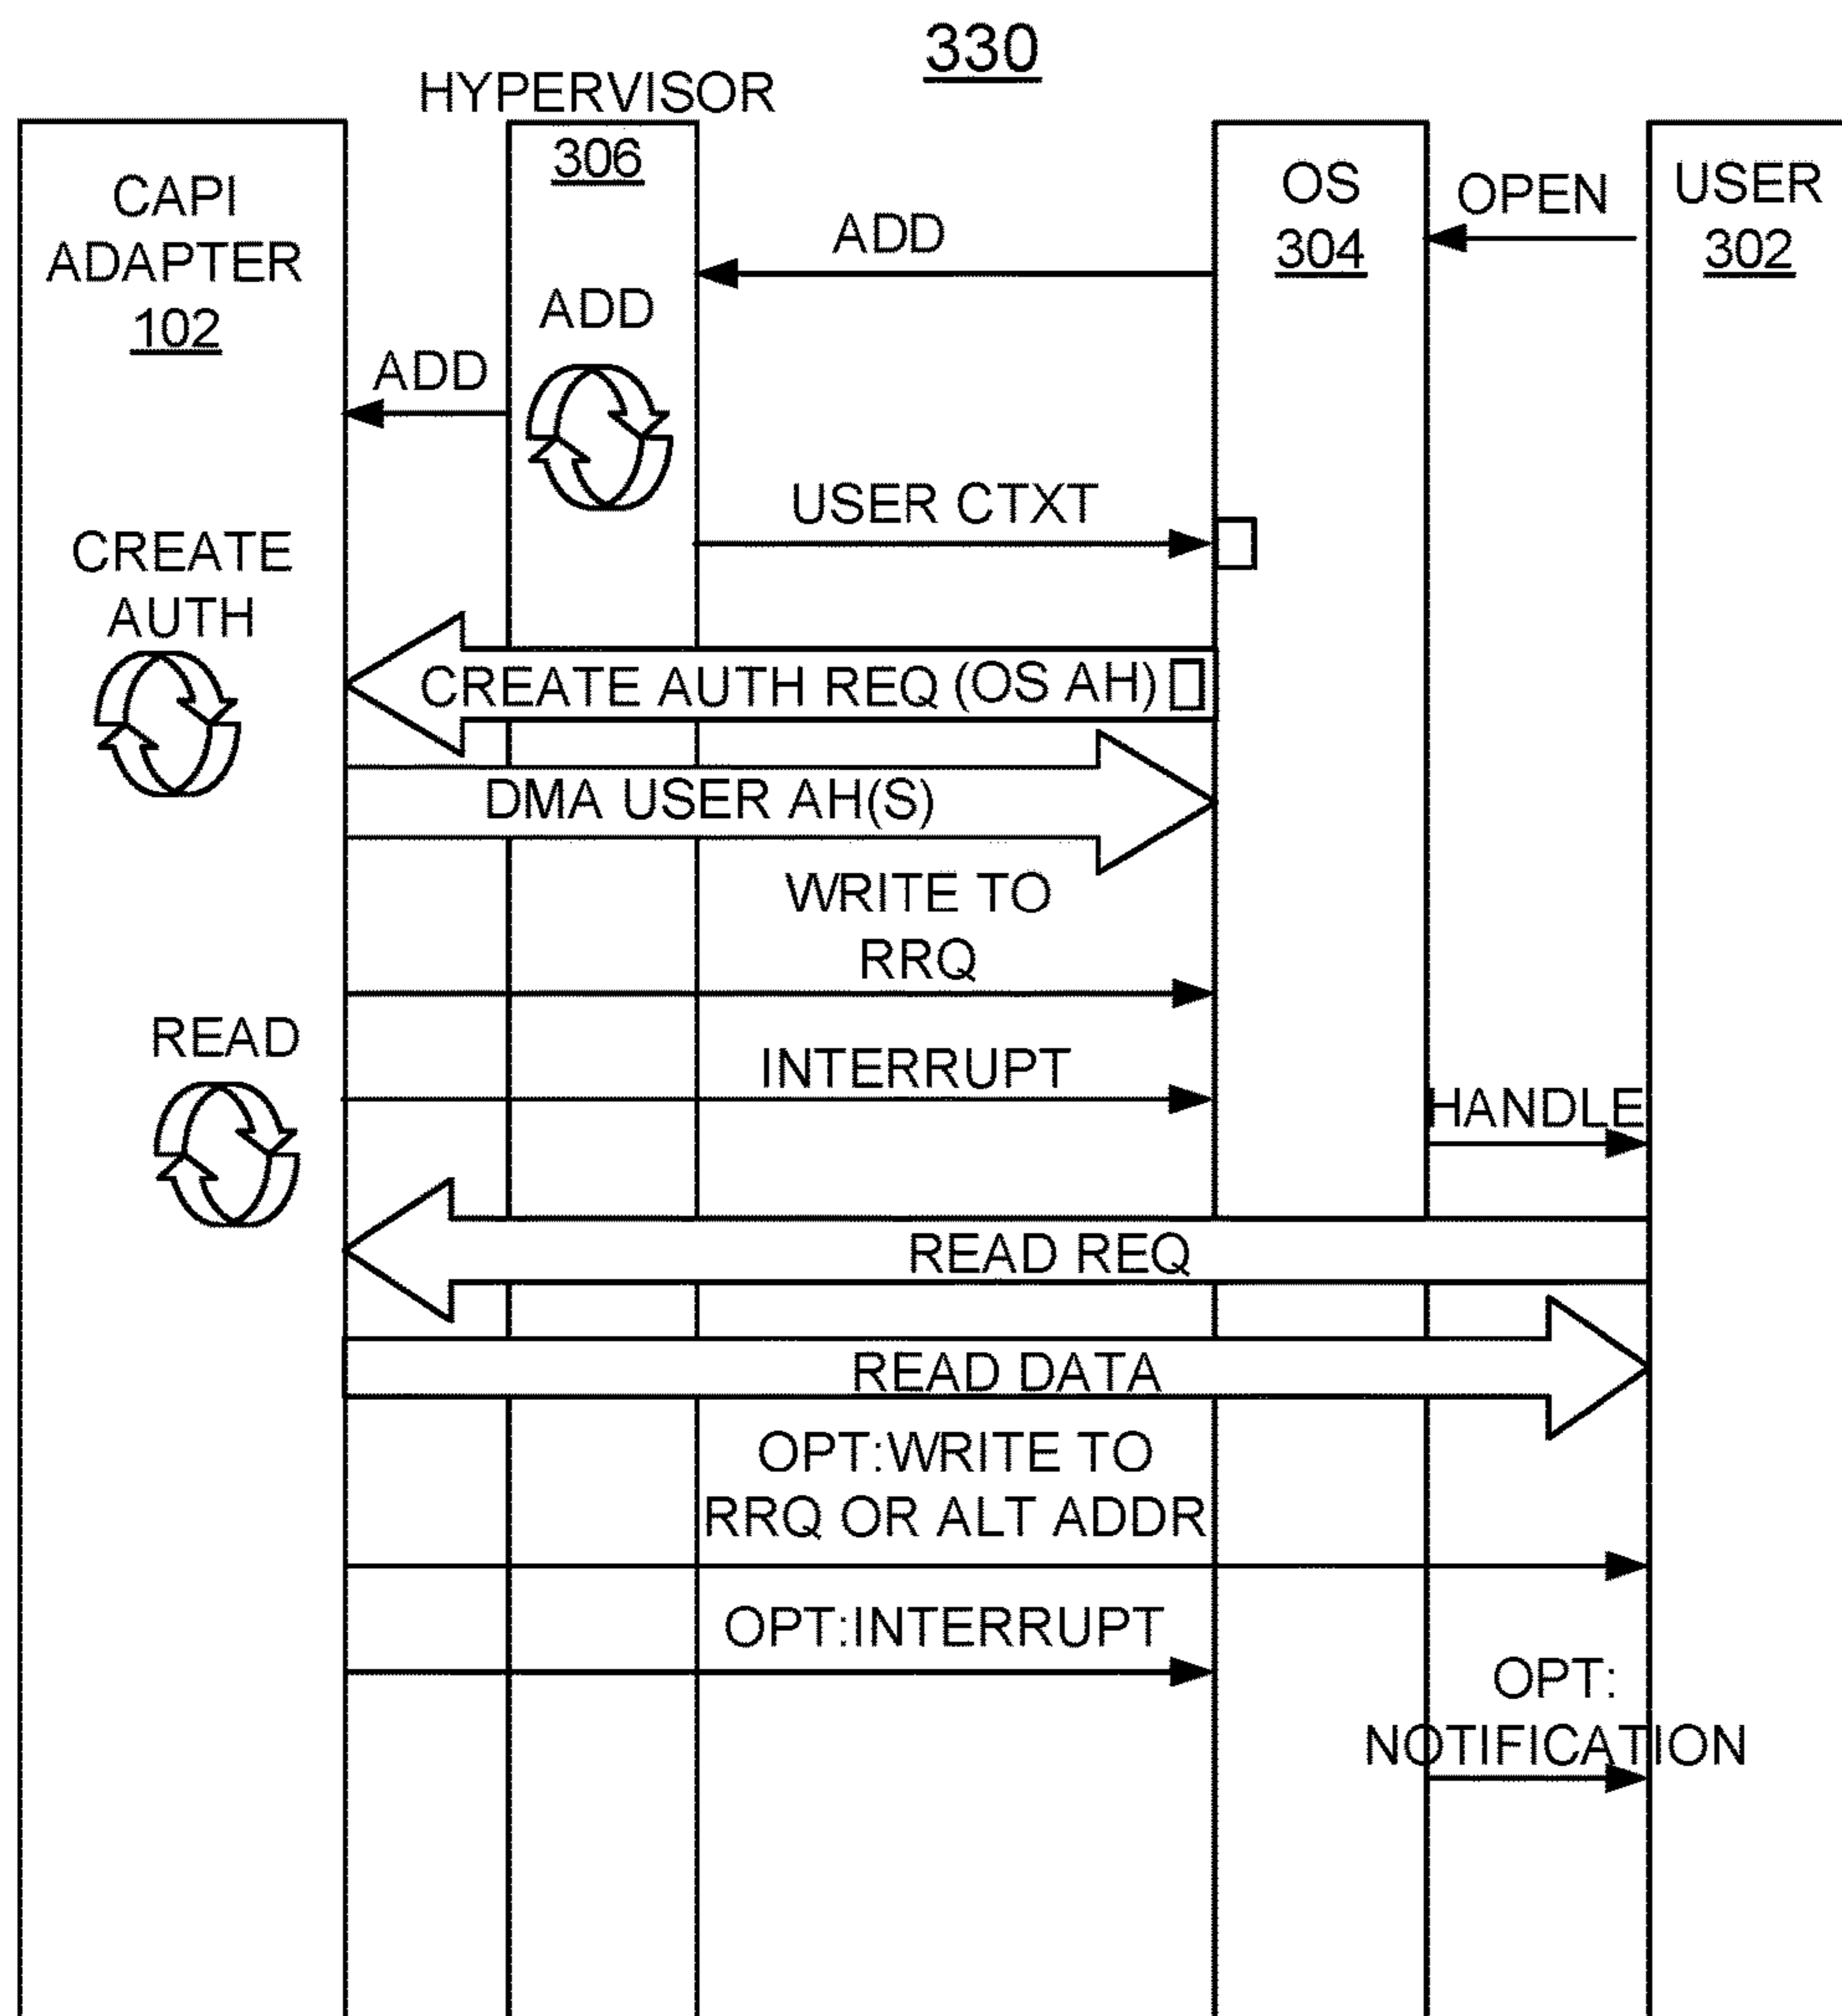 330
HYPERVISOR
306
CAPI
ADAPTER
102
OS
304
OPEN
USER
302
ADD
ADD
ADD
USER CTXT
CREATE
AUTH
CREATE AUTH REQ (OS AH)
DMA USER AH(S)
WRITE TO
RRQ
READ
INTERRUPT
HANDLE
READ REQ
READ DATA
OPT:WRITE TO
RRQ OR ALT ADDR
OPT:INTERRUPT
OPT:
NOTIFICATION